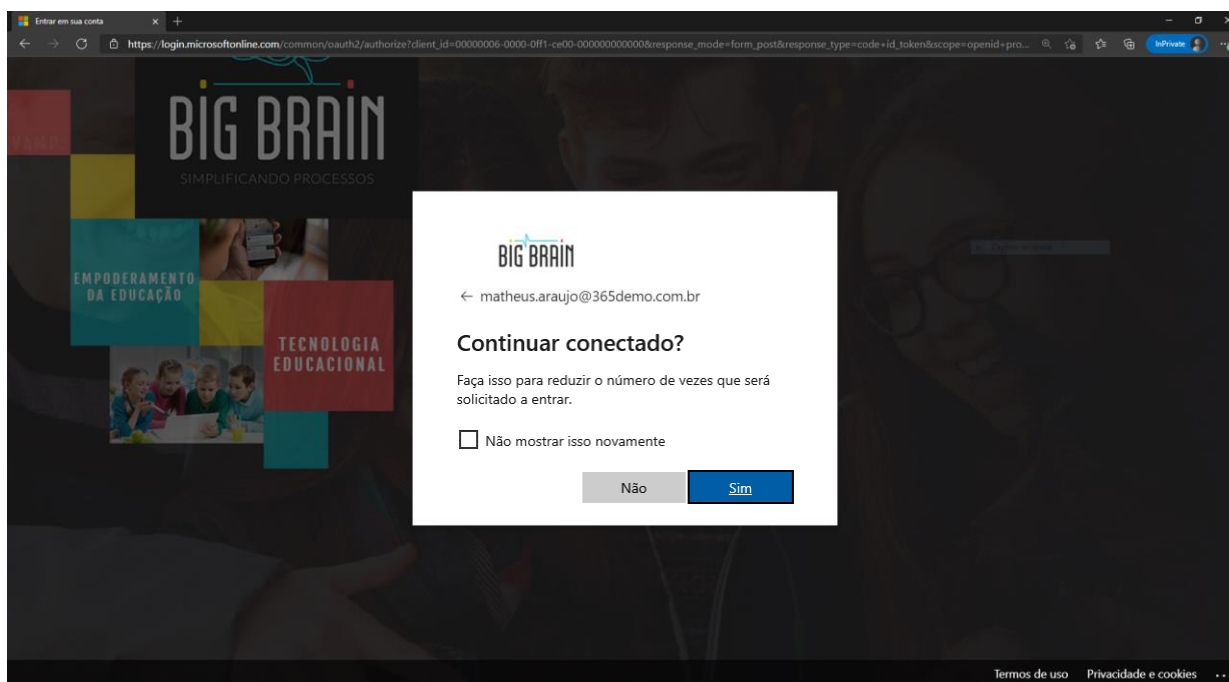 Entrar em sua conta
https://login.microsoftonline.com/common/oauth2/authorize?client_id=00000006-0000-0ff1-ce00-000000000000&response_mode=form_post&response_type=code+id_token&scope=openid+pro...
InPrivate
BIG BRAIN
SIMPLIFICANDO PROCESSOS
EMPODERAMENTO
DA EDUCAÇÃO
TECNOLOGIA
EDUCACIONAL
BIG BRAIN
← matheus.araujo@365demo.com.br
Continuar conectado?
Faça isso para reduzir o número de vezes que será
solicitado a entrar.
Não mostrar isso novamente
Não
Sim
Termos de uso
Privacidade e cookies
...